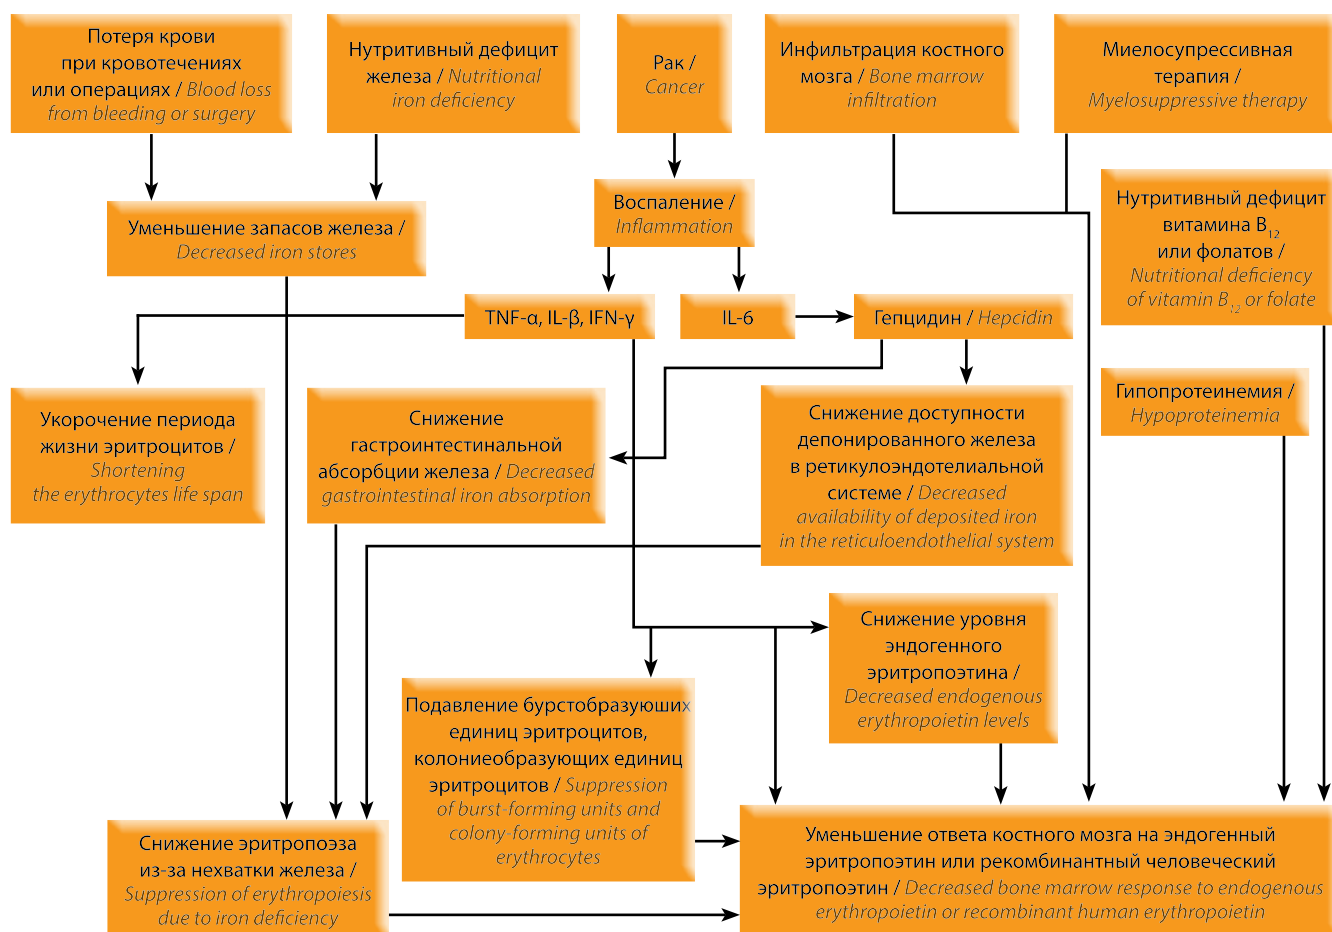 Потеря крови
при кровотечениях
или операциях / Blood loss
from bleeding or surgery
Нутритивный дефицит
железа / Nutritional
iron deficiency
Рак /
Cancer
Инфильтрация костного
мозга / Bone marrow
infiltration
Миелосупрессивная
терапия /
Myelosuppressive therapy
Уменьшение запасов железа /
Decreased iron stores
Воспаление /
Inflammation
Нутритивный дефицит
витамина B12
или фолатов /
Nutritional deficiency
of vitamin B12 or folate
TNF-α, IL-β, IFN-γ
IL-6
Гепцидин / Hepcidin
Укорочение периода
жизни эритроцитов /
Shortening
the erythrocytes life span
Снижение
гастроинтестинальной
абсорбции железа / Decreased
gastrointestinal iron absorption
Снижение доступности
депонированного железа
в ретикулоэндотелиальной
системе / Decreased
availability of deposited iron
in the reticuloendothelial system
Гипопротеинемия /
Hypoproteinemia
Снижение уровня
эндогенного
эритропоэтина /
Decreased endogenous
erythropoietin levels
Подавление бурстобразуюших
единиц эритроцитов,
колониеобразующих единиц
эритроцитов / Suppression
of burst-forming units and
colony-forming units of
erythrocytes
Снижение эритропоэза
из-за нехватки железа /
Suppression of erythropoiesis
due to iron deficiency
Уменьшение ответа костного мозга на эндогенный
эритропоэтин или рекомбинантный человеческий
эритропоэтин / Decreased bone marrow response to endogenous
erythropoietin or recombinant human erythropoietin